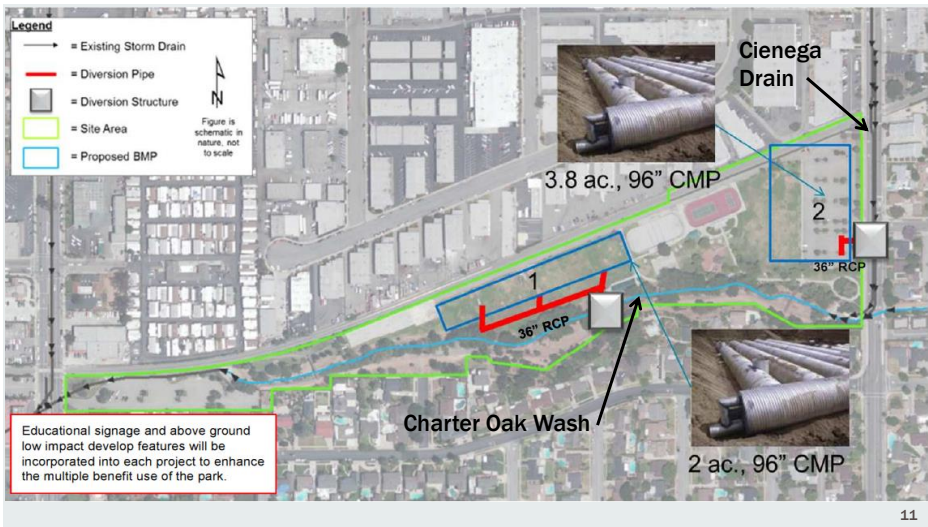 Legend
= Existing Storm Drain
= Diversion Pipe
= Diversion Structure
= Site Area
= Proposed BMP
N
Figure is
schematic in
nature, not
to scale
Cienega
Drain
3.8 ac., 96” CMP
2
36” RCP
1
36” RCP
Charter Oak Wash
2 ac., 96” CMP
Educational signage and above ground
low impact develop features will be
incorporated into each project to enhance
the multiple benefit use of the park.
11